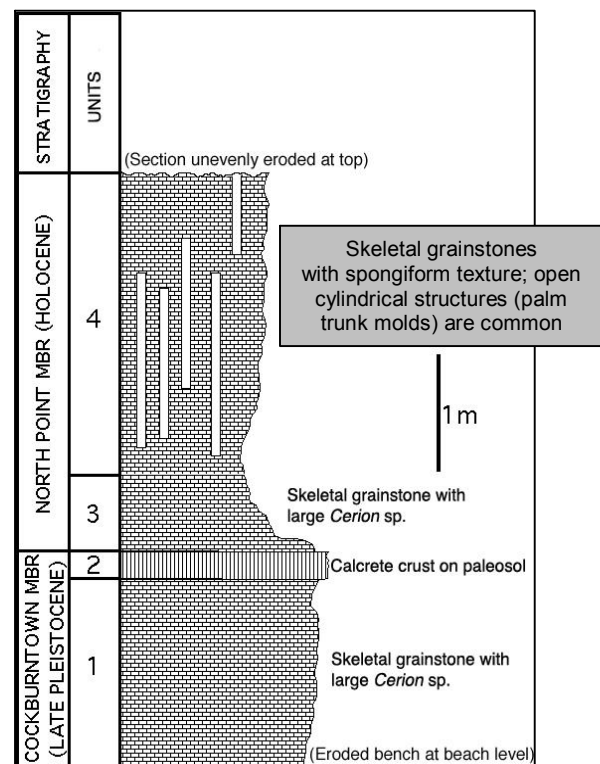 STRATIGRAPHY
UNITS
(Section unevenly eroded at top)
NORTH POINT MBR (HOLOCENE)
4
Skeletal grainstones
with spongiform texture; open
cylindrical structures (palm
trunk molds) are common
1 m
3
Skeletal grainstone with
large Cerion sp.
COCKBURNTOWN MBR
(LATE PLEISTOCENE)
2
Calcrete crust on paleosol
1
Skeletal grainstone with
large Cerion sp.
(Eroded bench at beach level)